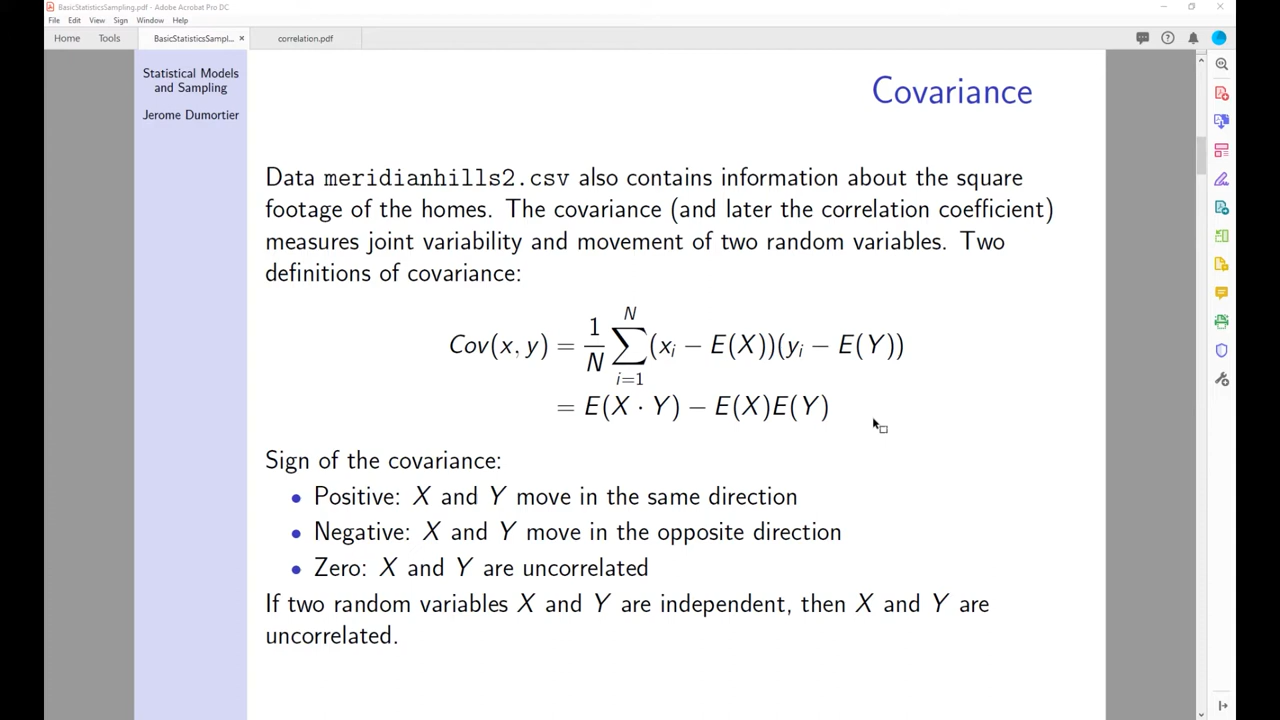 BasicStatisticsSampling.pdf - Adobe Acrobat Pro DC
File Edit View Sign Window Help
Home Tools BasicStatisticsSampl... × correlation.pdf
Statistical Models
and Sampling
Jerome Dumortier
Covariance
Data meridianhills2.csv also contains information about the square
footage of the homes. The covariance (and later the correlation coefficient)
measures joint variability and movement of two random variables. Two
definitions of covariance:
Cov(x, y) = 1/N ∑_{i=1}^{N} (x_i − E(X))(y_i − E(Y))
= E(X · Y) − E(X)E(Y)
Sign of the covariance:
• Positive: X and Y move in the same direction
• Negative: X and Y move in the opposite direction
• Zero: X and Y are uncorrelated
If two random variables X and Y are independent, then X and Y are
uncorrelated.